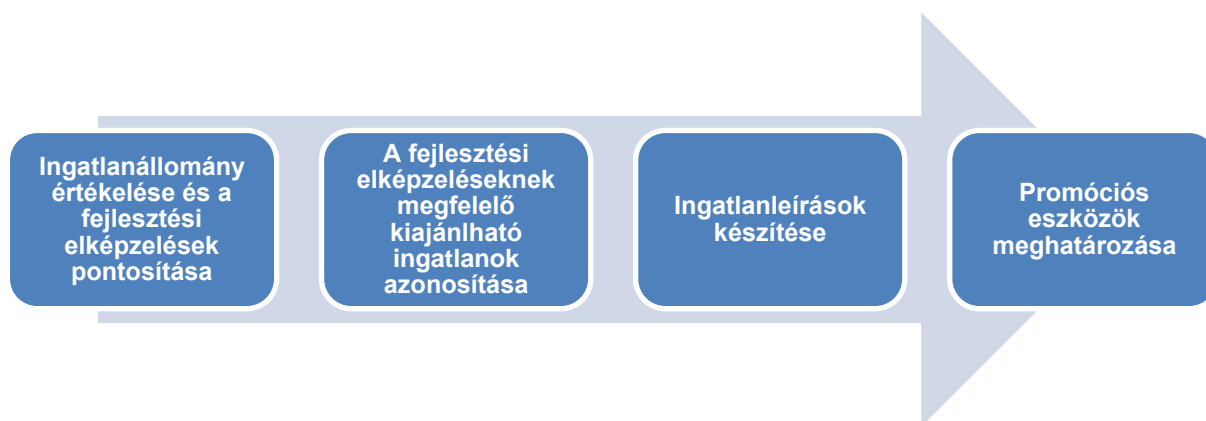 Ingatlanállomány
értékelése és a
fejlesztési
elképzelések
pontosítása
A fejlesztési
elképzeléseknek
megfelelő
kiajánlható
ingatlanok
azonosítása
Ingatlanleírások
készítése
Promóciós
eszközök
meghatározása